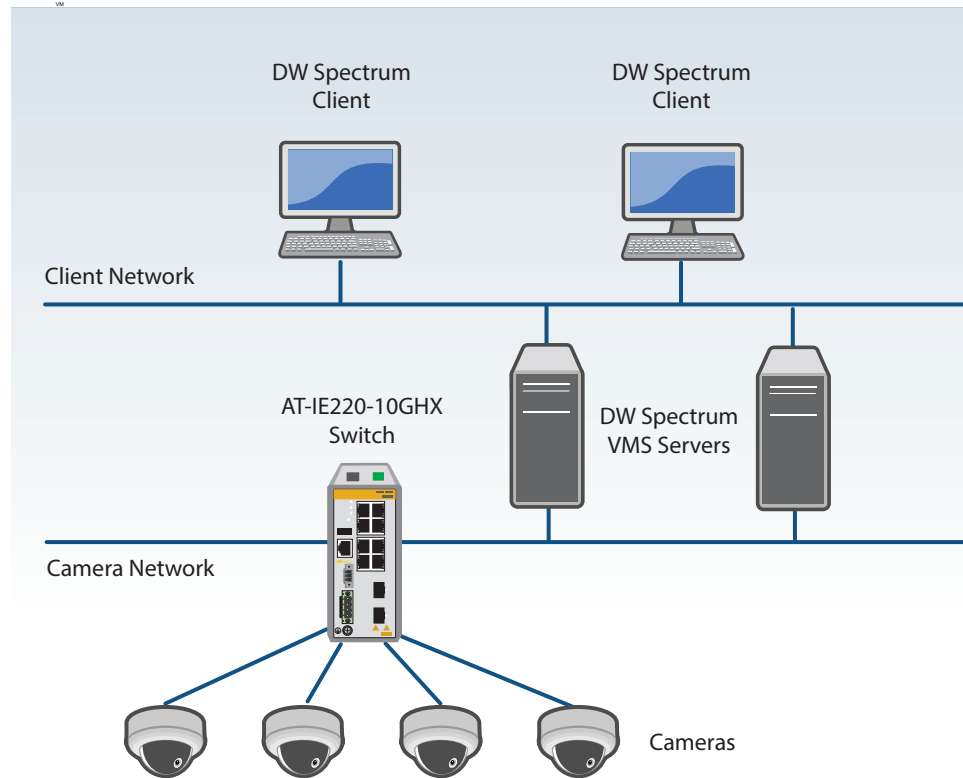 VM
DW Spectrum
Client
DW Spectrum
Client
Client Network
AT-IE220-10GHX
Switch
DW Spectrum
VMS Servers
Camera Network
Cameras